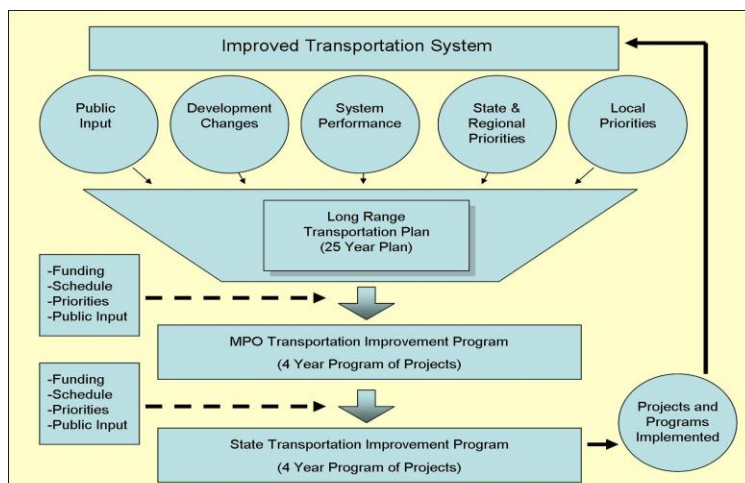 Improved Transportation System
Public
Input
Development
Changes
System
Performance
State &
Regional
Priorities
Local
Priorities
Long Range
Transportation Plan
(25 Year Plan)
-Funding
-Schedule
-Priorities
-Public Input
MPO Transportation Improvement Program
(4 Year Program of Projects)
-Funding
-Schedule
-Priorities
-Public Input
State Transportation Improvement Program
(4 Year Program of Projects)
Projects and
Programs
Implemented